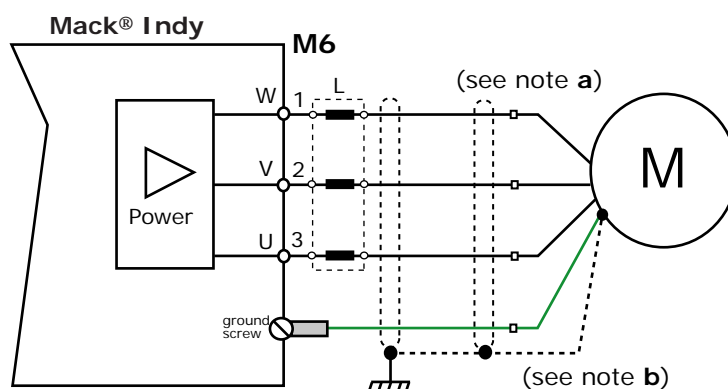 Mack® Indy
M6
(see note a)
W 1 L
V 2
Power
U 3
M
ground
screw
(see note b)